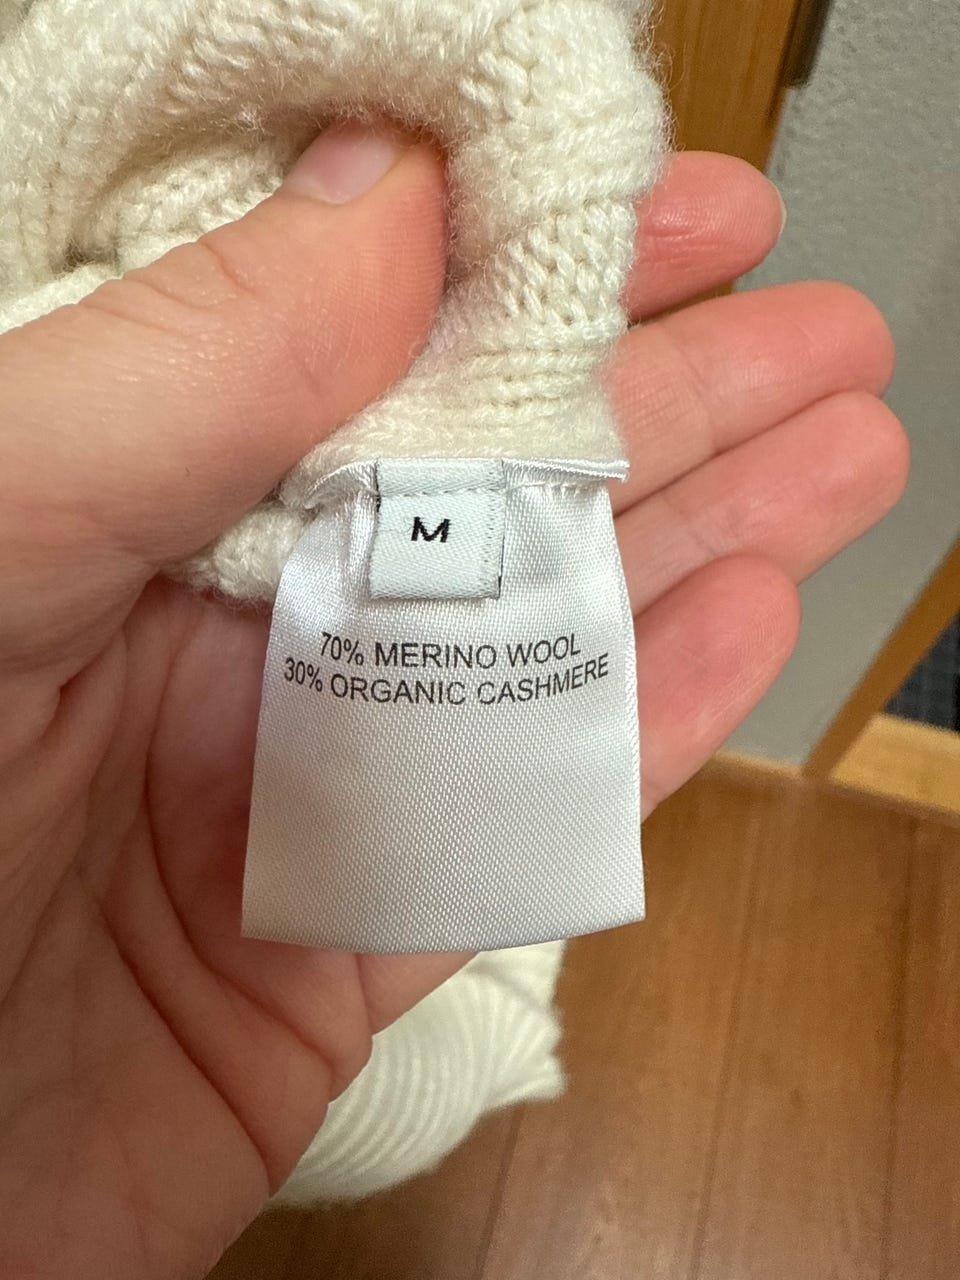 M
70% MERINO WOOL
30% ORGANIC CASHMERE